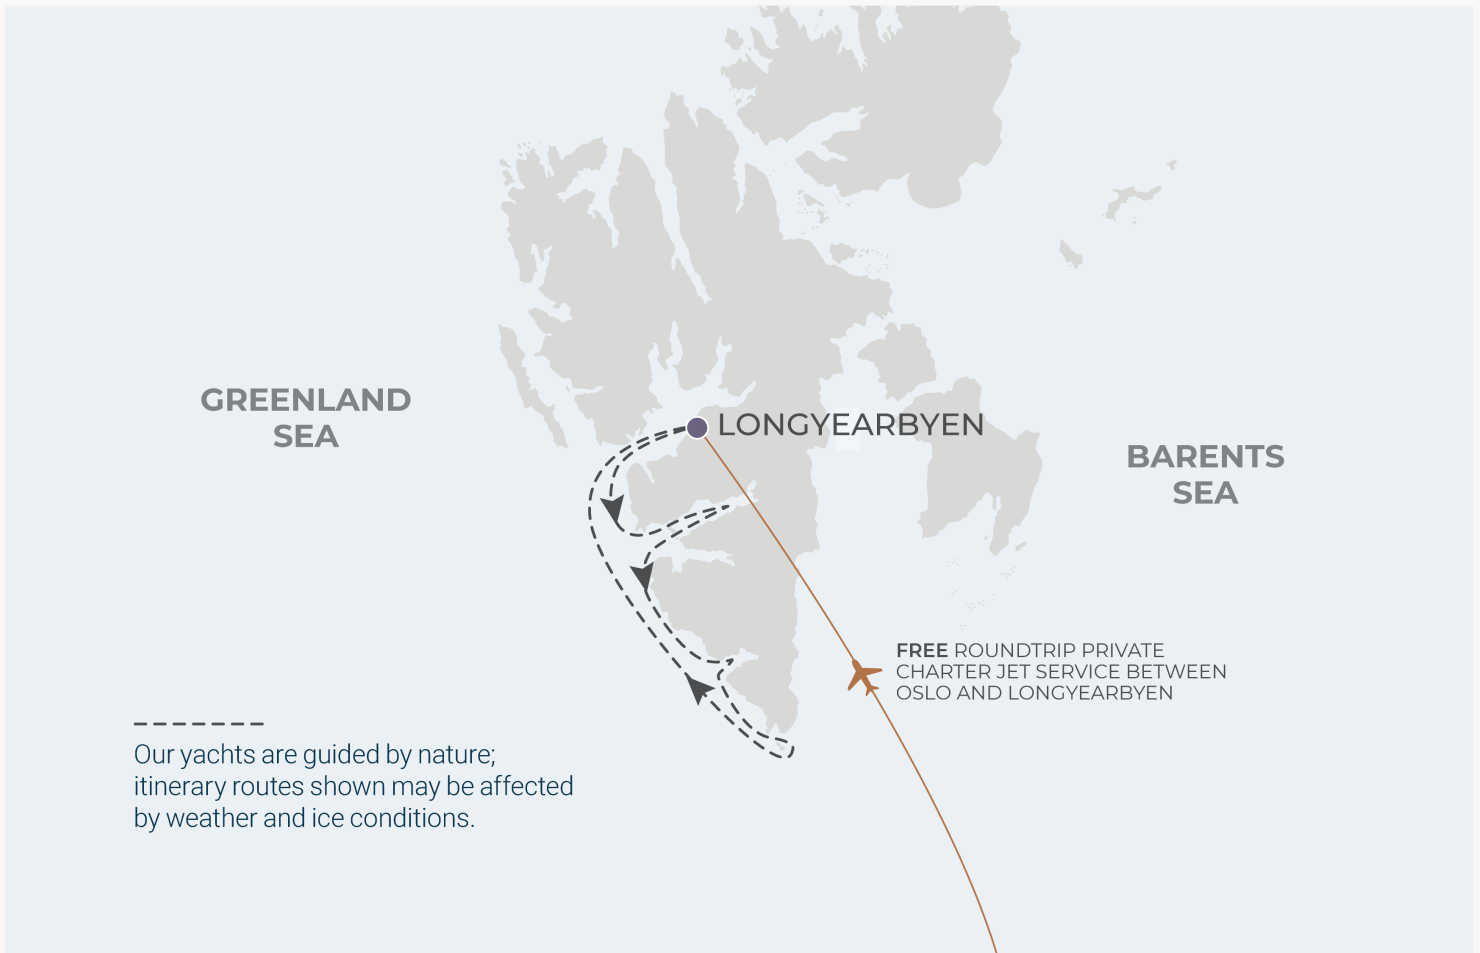 GREENLAND
SEA
LONGYEARBYEN
BARENTS
SEA
FREE ROUNDTRIP PRIVATE
CHARTER JET SERVICE BETWEEN
OSLO AND LONGYEARBYEN
Our yachts are guided by nature;
itinerary routes shown may be affected
by weather and ice conditions.